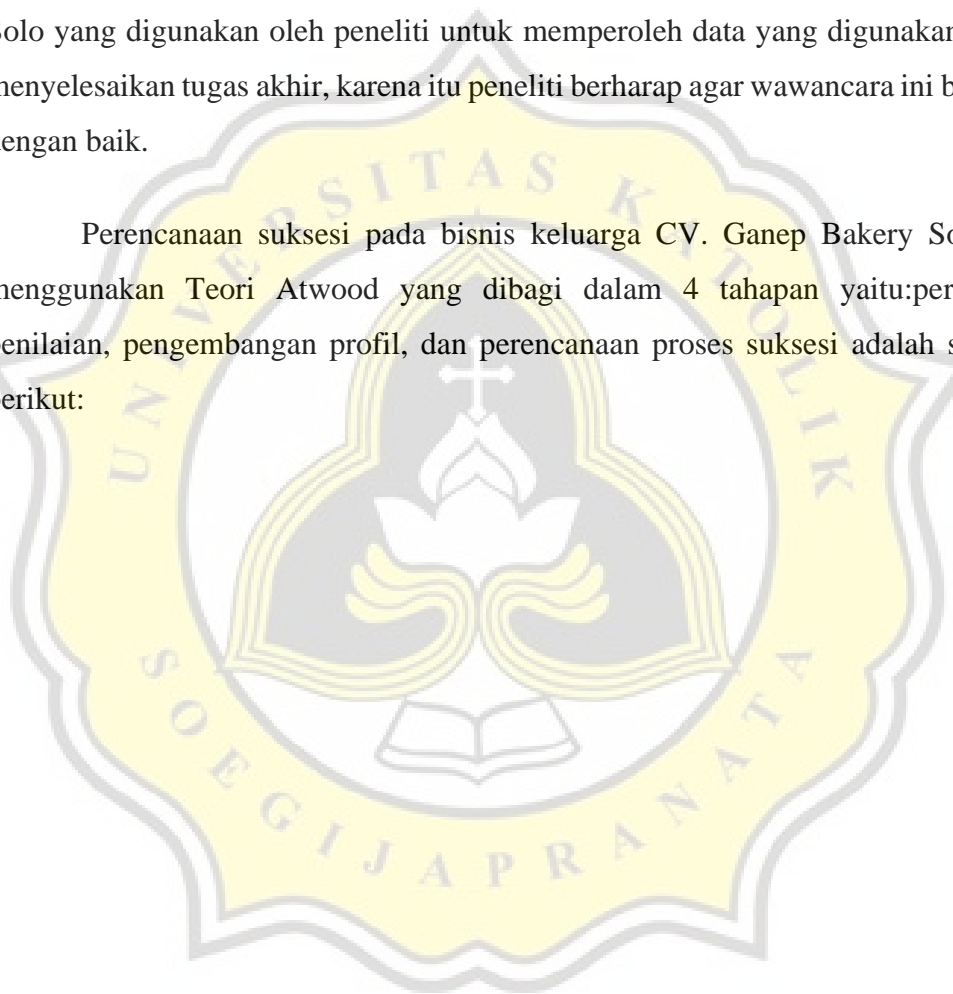 olo yang digunakan oleh peneliti untuk memperoleh data yang digunakan
menyelesaikan tugas akhir, karena itu peneliti berharap agar wawancara ini b
dengan baik.
Perencanaan suksesi pada bisnis keluarga CV. Ganep Bakery So
menggunakan Teori Atwood yang dibagi dalam 4 tahapan yaitu:per
penilaian, pengembangan profil, dan perencanaan proses suksesi adalah s
berikut:
UNIVERSITAS KATOLIK
SOEGIJAPRANATA